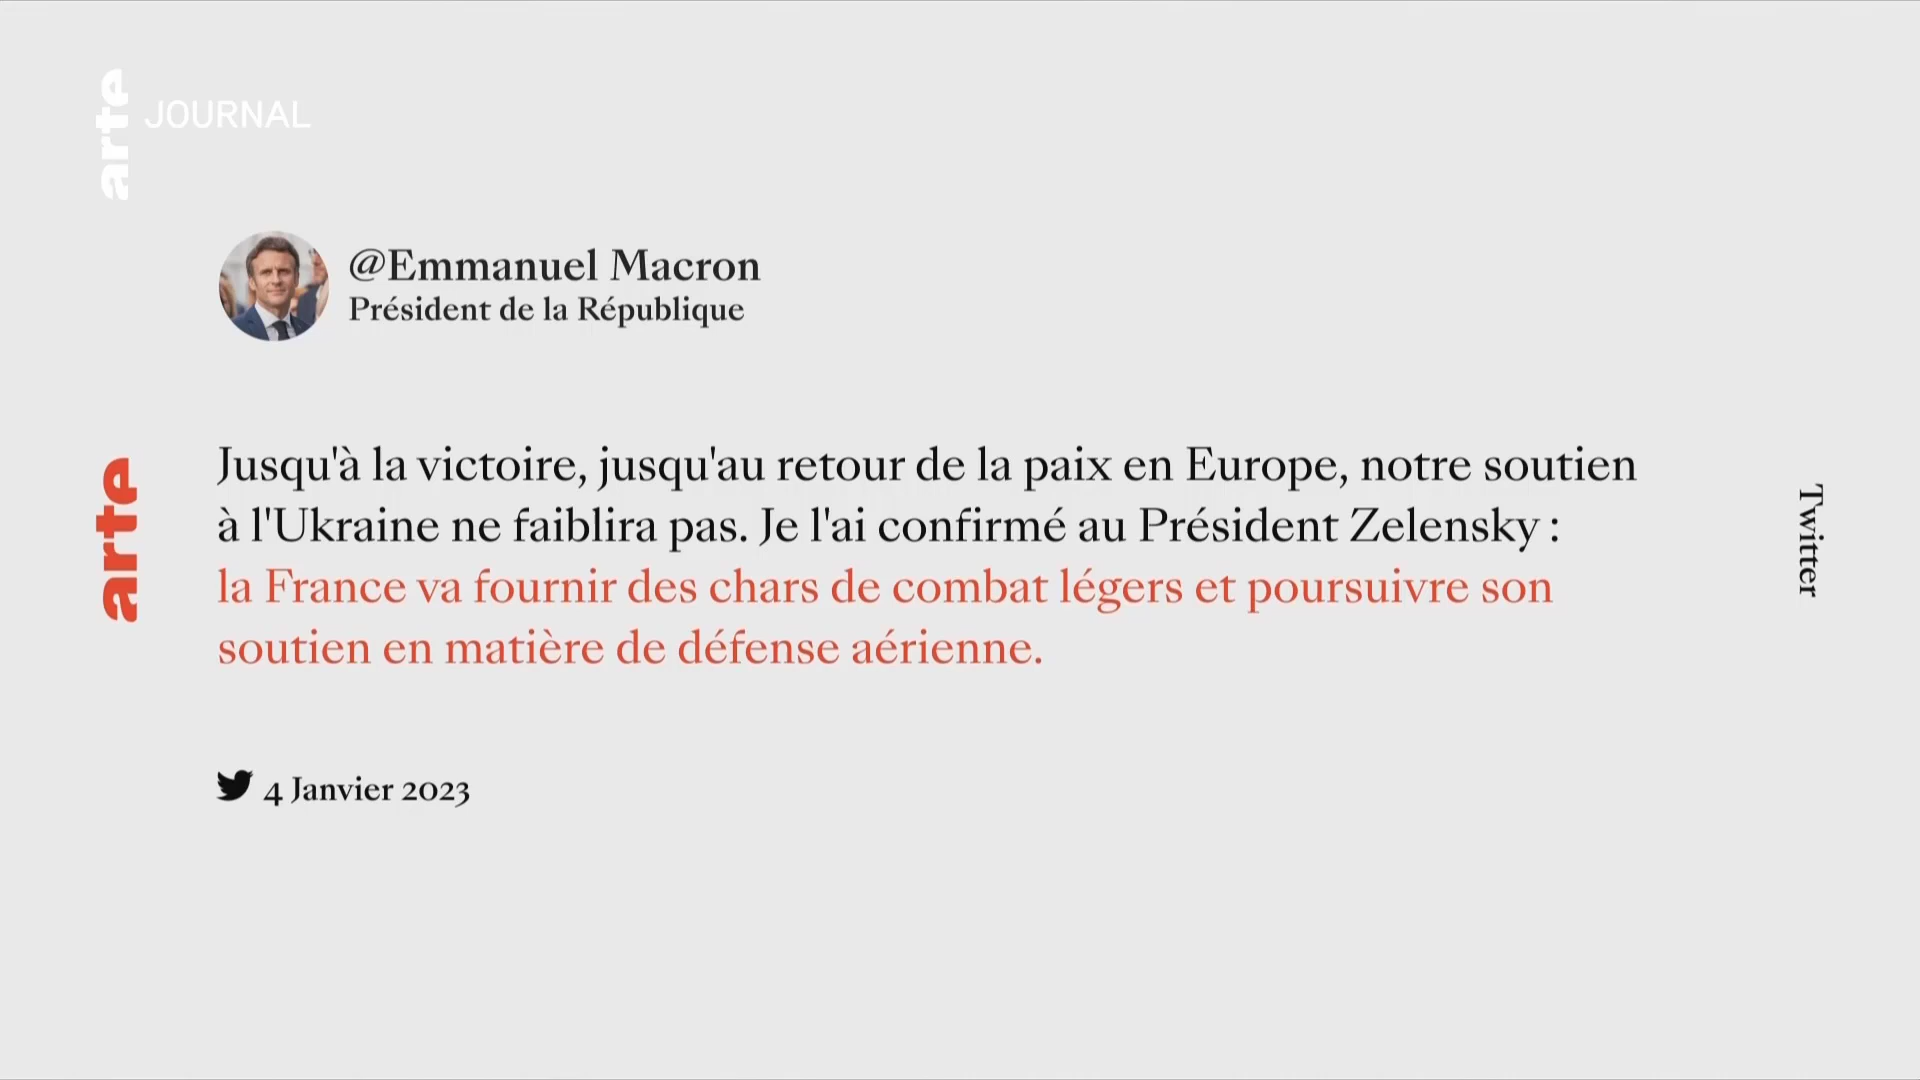 arte JOURNAL
@Emmanuel Macron
Président de la République
Jusqu'à la victoire, jusqu'au retour de la paix en Europe, notre soutien
à l'Ukraine ne faiblira pas. Je l'ai confirmé au Président Zelensky :
la France va fournir des chars de combat légers et poursuivre son
soutien en matière de défense aérienne.
4 Janvier 2023
arte
Twitter